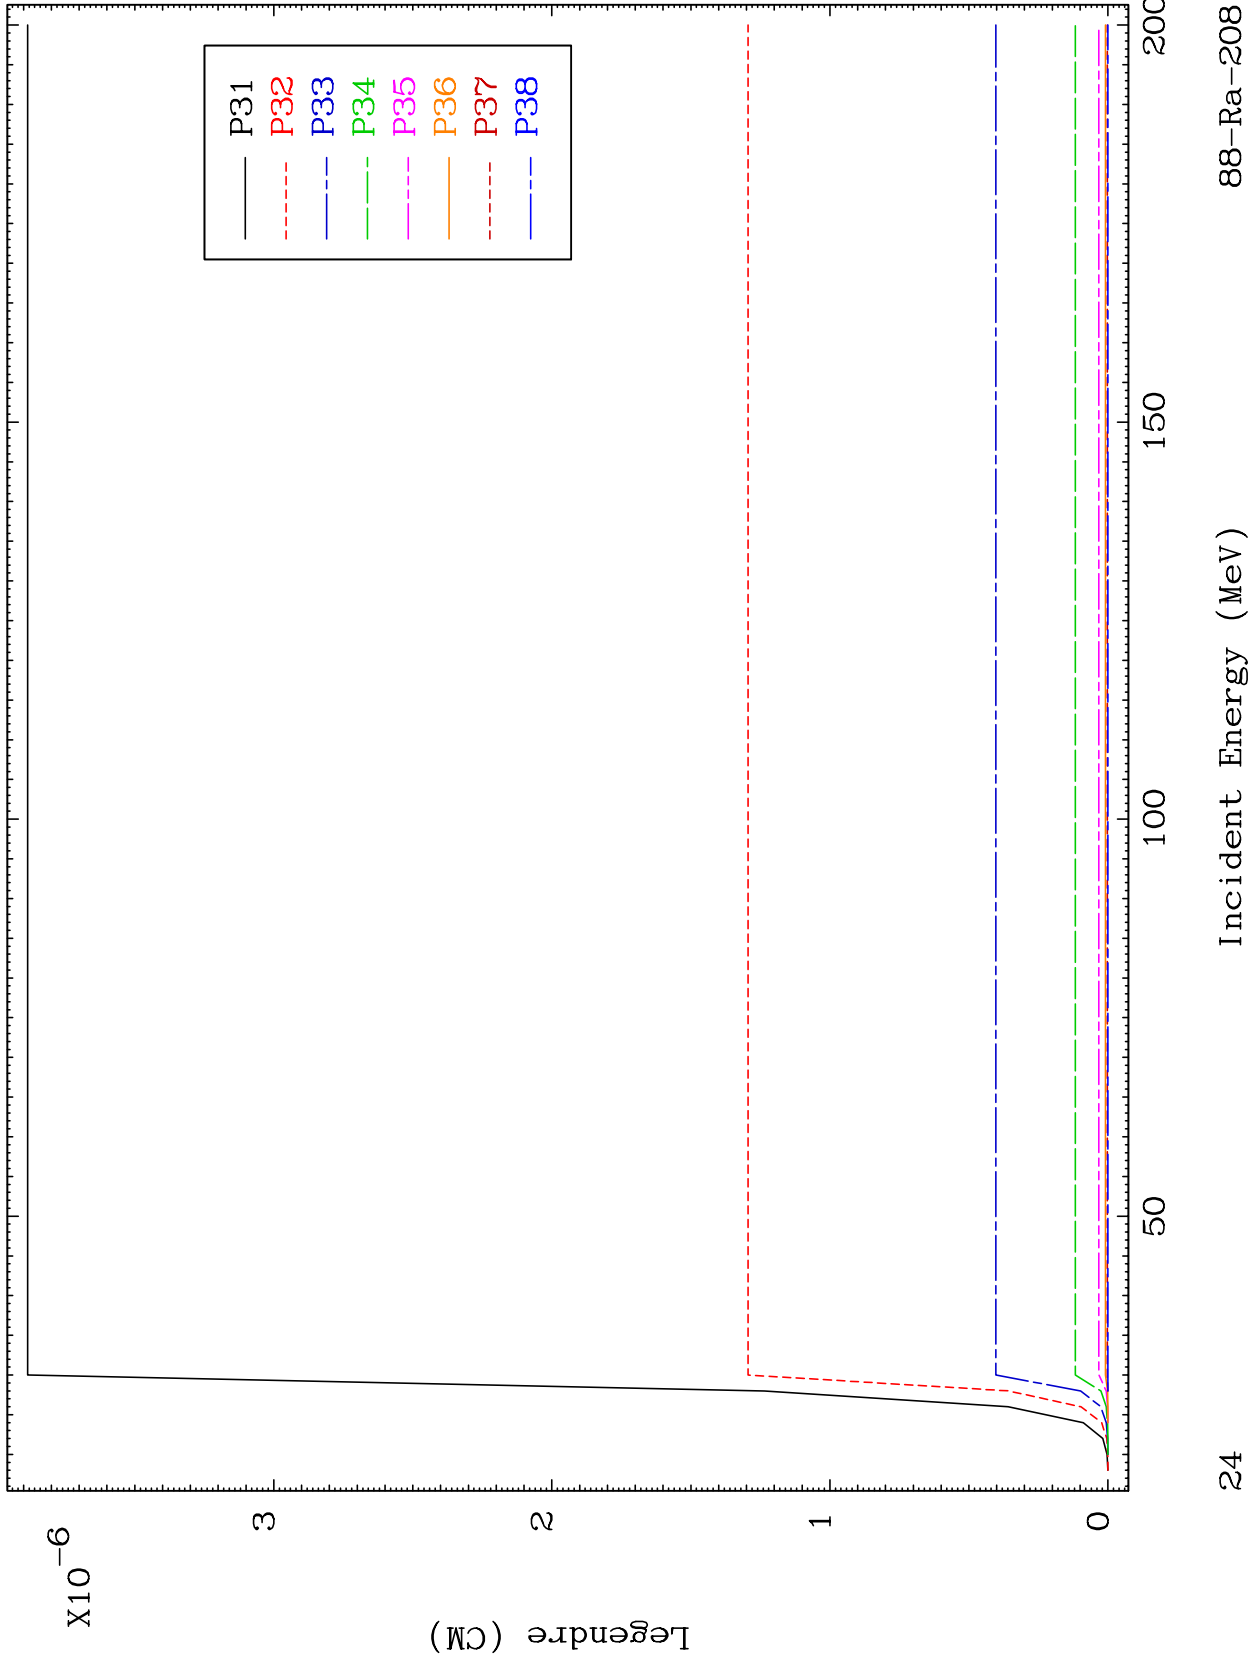 X10
-6
Legendre (CM)
3
2
1
0
P31
P32
P33
P34
P35
P36
P37
P38
50
100
150
200
Incident Energy (MeV)
24
88-Ra-208